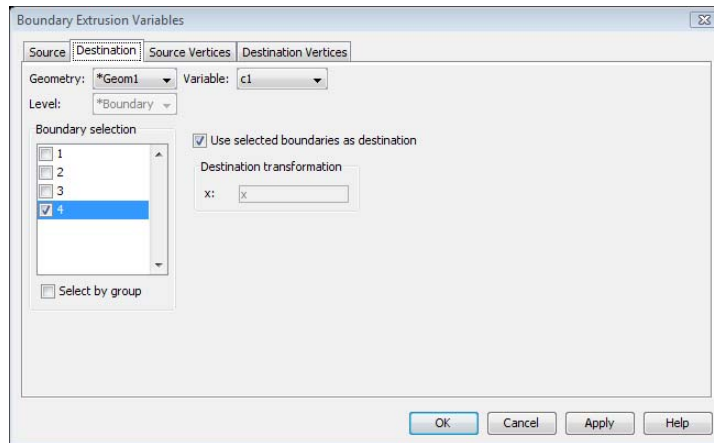 Boundary Extrusion Variables
Source Destination Source Vertices Destination Vertices
Geometry: *Geom1 Variable: c1
Level: *Boundary
Boundary selection
Use selected boundaries as destination
1
Destination transformation
2
3
x: x
4
Select by group
OK Cancel Apply Help